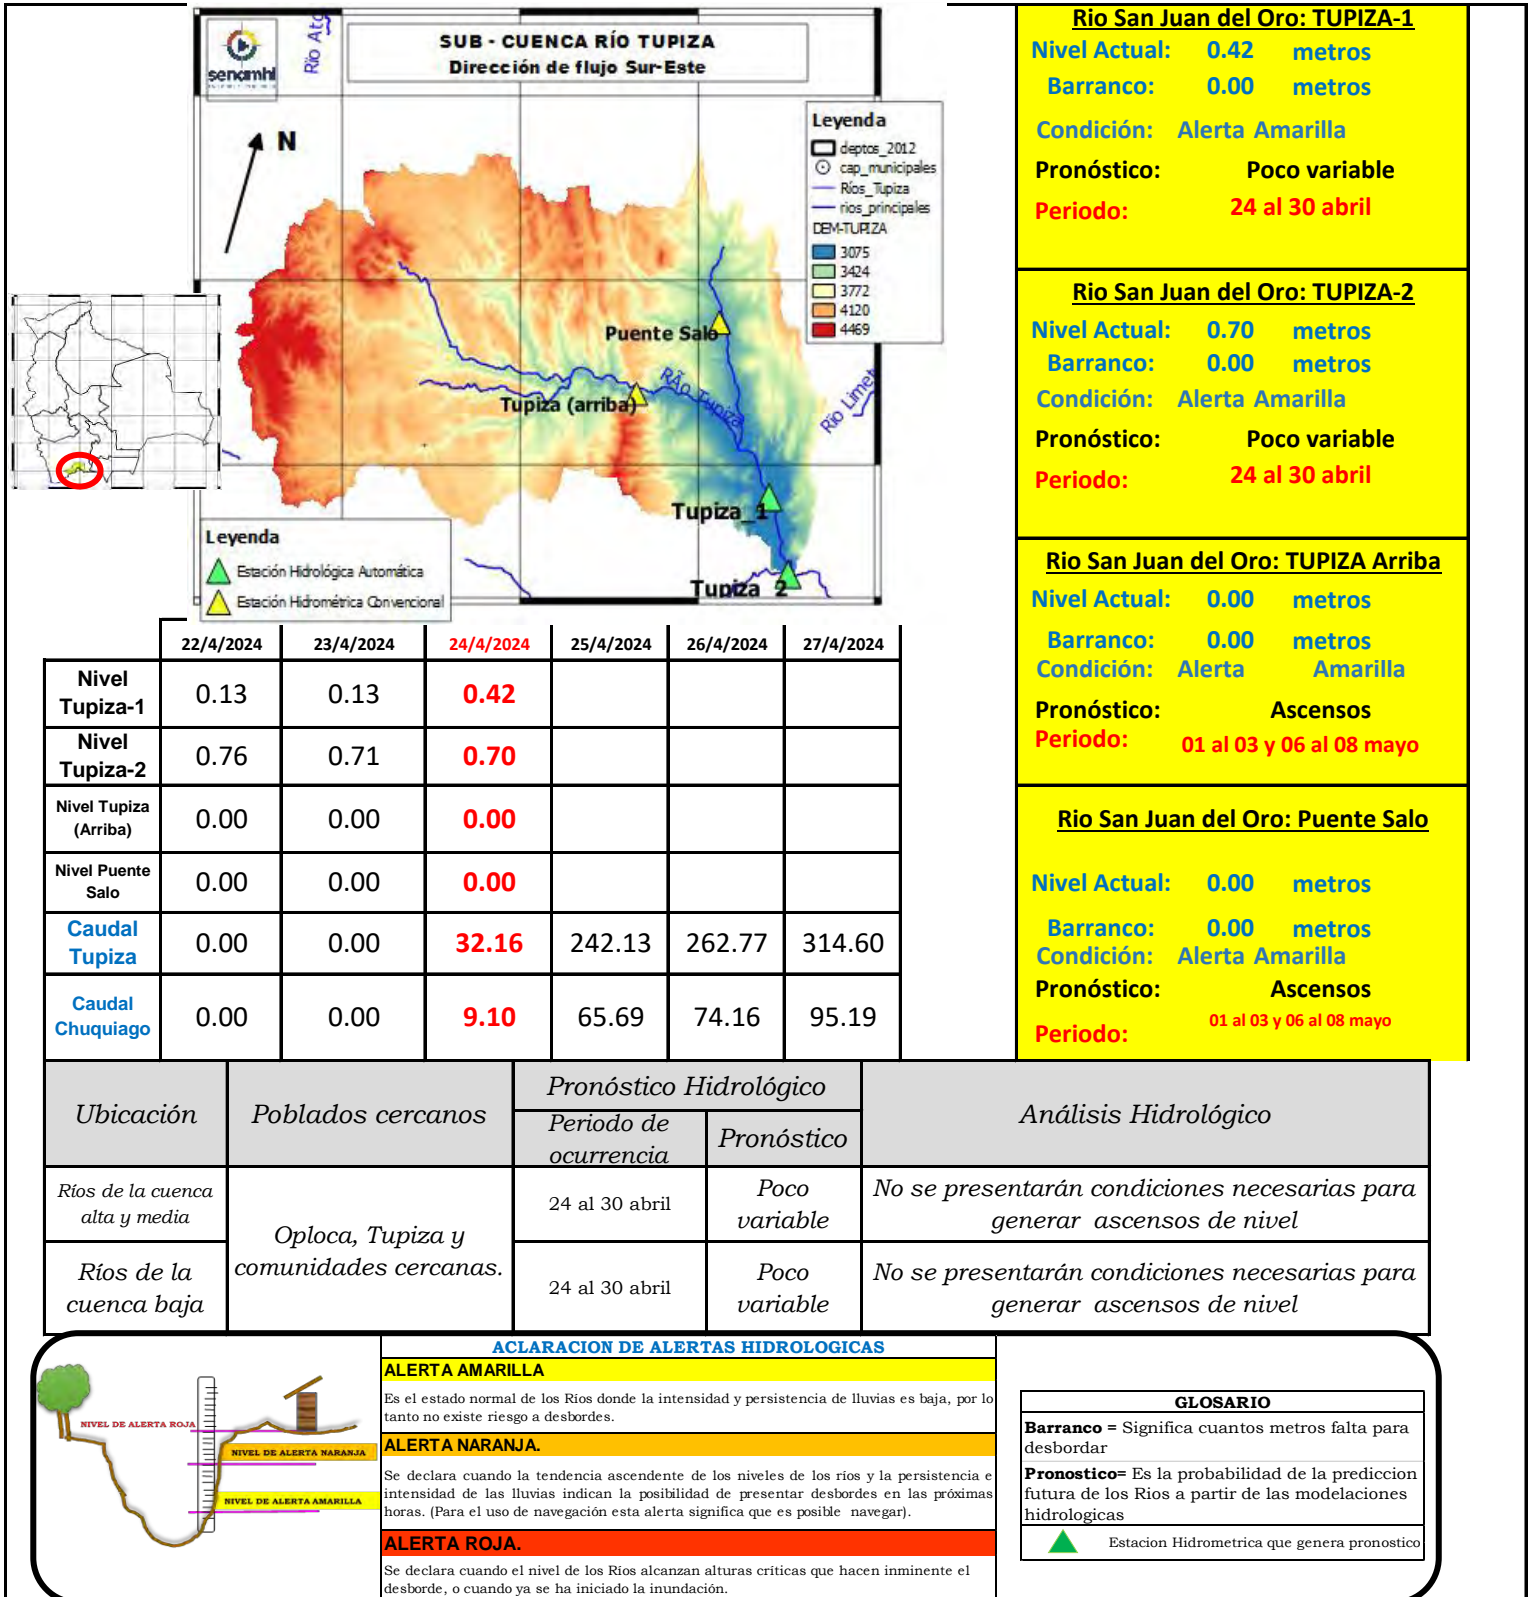 senamhi
Río Ato
SUB - CUENCA RÍO TUPIZA
Dirección de flujo Sur-Este
N
Leyenda
deptos_2012
cap_municipales
Ríos_Tupiza
rios_principales
DEM-TUPIZA
3075
3424
3772
4120
4469
Puente Salo
RÃo Tupiza
Tupiza (arriba)
Río Limet
Tupiza_1
Tupiza_2
Leyenda
Estación Hidrológica Automática
Estación Hidrométrica Convencional
Rio San Juan del Oro: TUPIZA-1
Nivel Actual: 0.42 metros
Barranco: 0.00 metros
Condición: Alerta Amarilla
Pronóstico: Poco variable
Periodo: 24 al 30 abril
Rio San Juan del Oro: TUPIZA-2
Nivel Actual: 0.70 metros
Barranco: 0.00 metros
Condición: Alerta Amarilla
Pronóstico: Poco variable
Periodo: 24 al 30 abril
Rio San Juan del Oro: TUPIZA Arriba
Nivel Actual: 0.00 metros
Barranco: 0.00 metros
Condición: Alerta Amarilla
Pronóstico: Ascensos
Periodo: 01 al 03 y 06 al 08 mayo
Rio San Juan del Oro: Puente Salo
Nivel Actual: 0.00 metros
Barranco: 0.00 metros
Condición: Alerta Amarilla
Pronóstico: Ascensos
Periodo: 01 al 03 y 06 al 08 mayo
22/4/2024 23/4/2024 24/4/2024 25/4/2024 26/4/2024 27/4/2024
Nivel
Tupiza-1 0.13 0.13 0.42
Nivel
Tupiza-2 0.76 0.71 0.70
Nivel Tupiza
(Arriba) 0.00 0.00 0.00
Nivel Puente
Salo 0.00 0.00 0.00
Caudal
Tupiza 0.00 0.00 32.16 242.13 262.77 314.60
Caudal
Chuquiago 0.00 0.00 9.10 65.69 74.16 95.19
Ubicación
Poblados cercanos
Pronóstico Hidrológico
Periodo de
ocurrencia
Pronóstico
Análisis Hidrológico
Ríos de la cuenca
alta y media
Oploca, Tupiza y
comunidades cercanas.
24 al 30 abril
Poco
variable
No se presentarán condiciones necesarias para
generar ascensos de nivel
Ríos de la
cuenca baja
24 al 30 abril
Poco
variable
No se presentarán condiciones necesarias para
generar ascensos de nivel
NIVEL DE ALERTA ROJA
NIVEL DE ALERTA NARANJA
NIVEL DE ALERTA AMARILLA
ACLARACION DE ALERTAS HIDROLOGICAS
ALERTA AMARILLA
Es el estado normal de los Ríos donde la intensidad y persistencia de lluvias es baja, por lo
tanto no existe riesgo a desbordes.
ALERTA NARANJA.
Se declara cuando la tendencia ascendente de los niveles de los ríos y la persistencia e
intensidad de las lluvias indican la posibilidad de presentar desbordes en las próximas
horas. (Para el uso de navegación esta alerta significa que es posible navegar).
ALERTA ROJA.
Se declara cuando el nivel de los Ríos alcanzan alturas críticas que hacen inminente el
desborde, o cuando ya se ha iniciado la inundación.
GLOSARIO
Barranco = Significa cuantos metros falta para
desbordar
Pronostico= Es la probabilidad de la prediccion
futura de los Rios a partir de las modelaciones
hidrologicas
Estacion Hidrometrica que genera pronostico